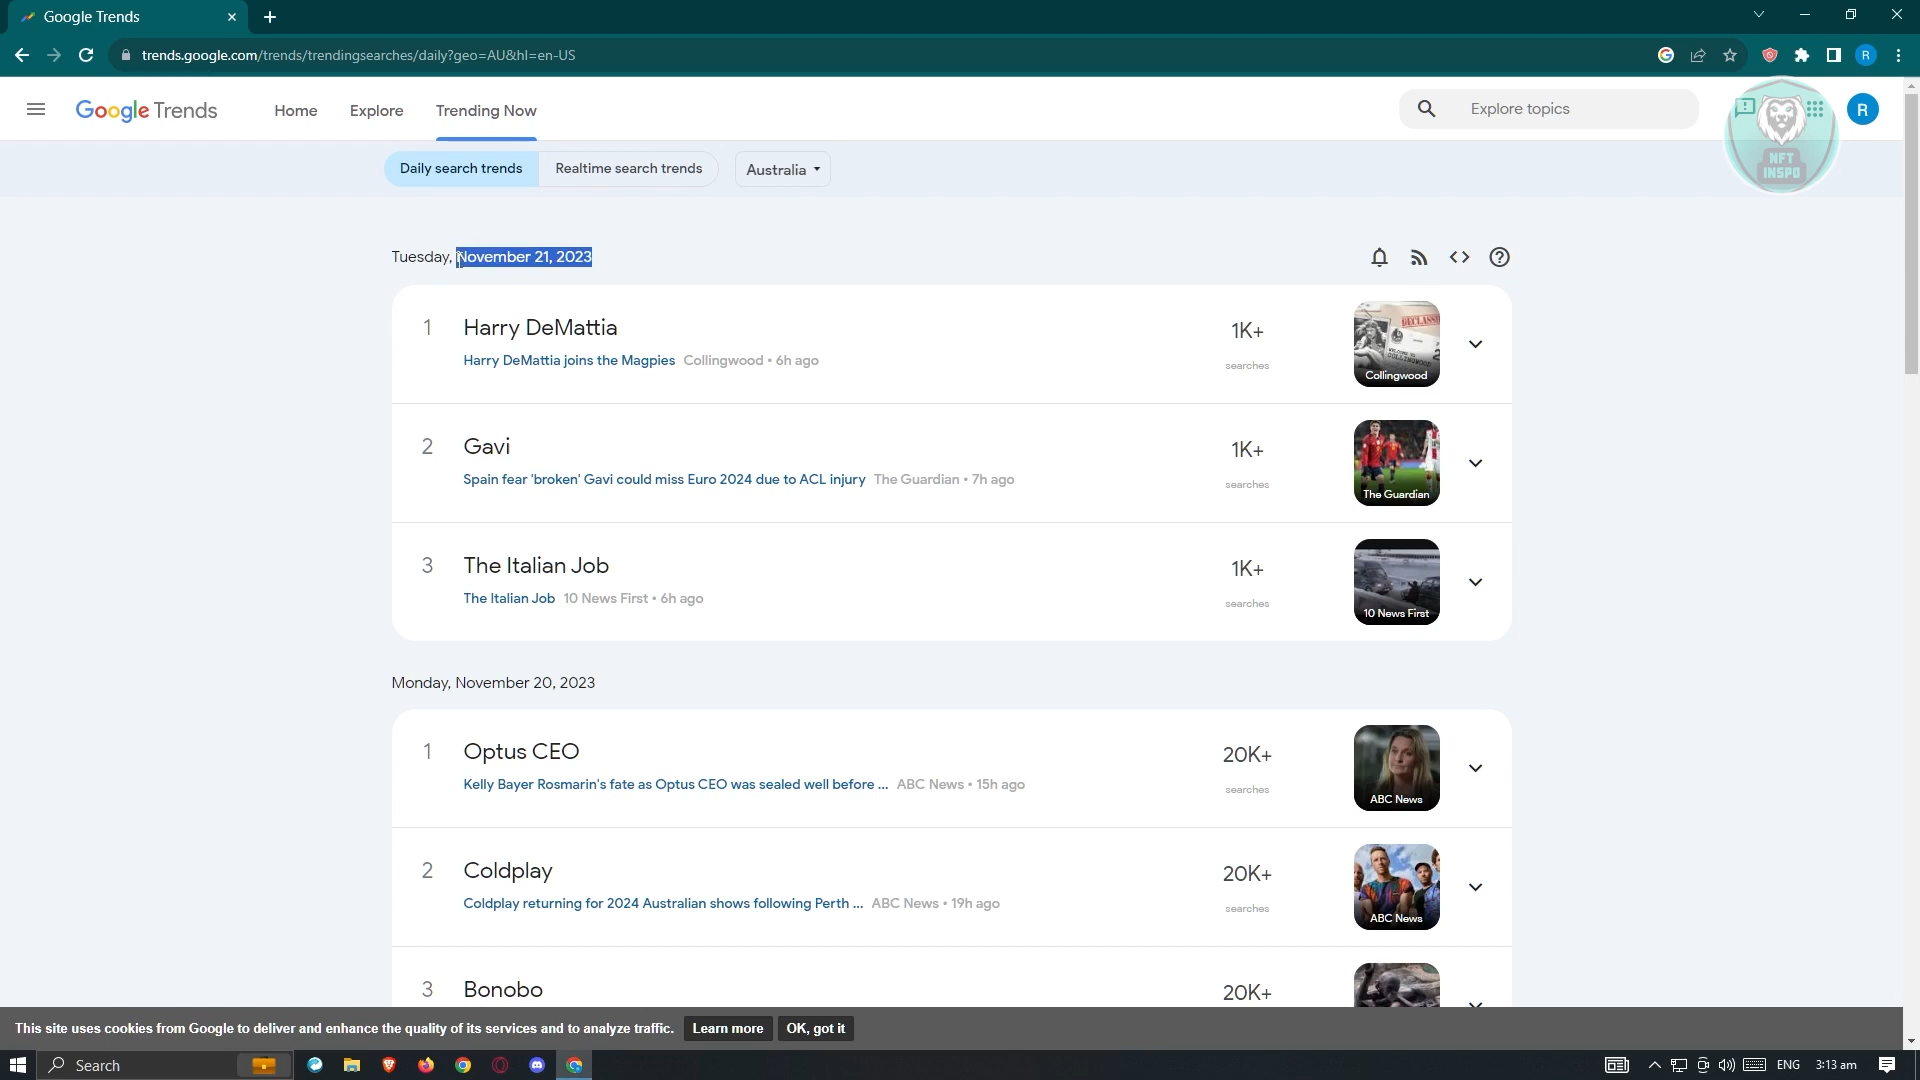 Google Trends
trends.google.com/trends/trendingsearches/daily?geo=AU&hl=en-US
R
Google Trends Home Explore Trending Now Explore topics R
NFT
INSPO
Daily search trends Realtime search trends Australia
Tuesday, November 21, 2023
1 Harry DeMattia 1K+
Harry DeMattia joins the Magpies Collingwood • 6h ago searches
DECLASS
WELCOME TO
COLLINGWOOD
Collingwood
2 Gavi 1K+
Spain fear 'broken' Gavi could miss Euro 2024 due to ACL injury The Guardian • 7h ago searches
The Guardian
3 The Italian Job 1K+
The Italian Job 10 News First • 6h ago searches
10 News First
Monday, November 20, 2023
1 Optus CEO 20K+
Kelly Bayer Rosmarin's fate as Optus CEO was sealed well before ... ABC News • 15h ago searches
ABC News
2 Coldplay 20K+
Coldplay returning for 2024 Australian shows following Perth ... ABC News • 19h ago searches
ABC News
3 Bonobo 20K+
This site uses cookies from Google to deliver and enhance the quality of its services and to analyze traffic. Learn more OK, got it
Search ENG 3:13 am